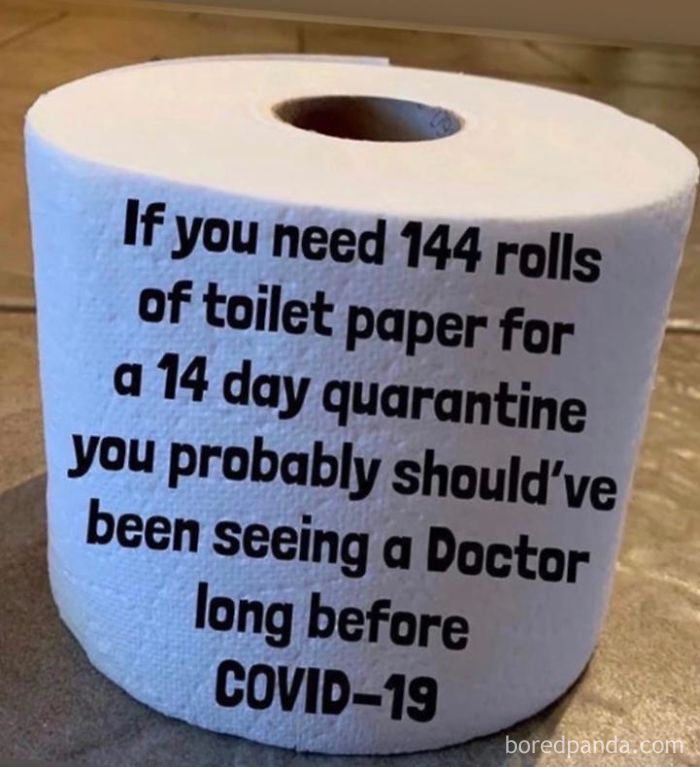 If you need 144 rolls
of toilet paper for
a 14 day quarantine
you probably should've
been seeing a Doctor
long before
COVID-19
boredpanda.com